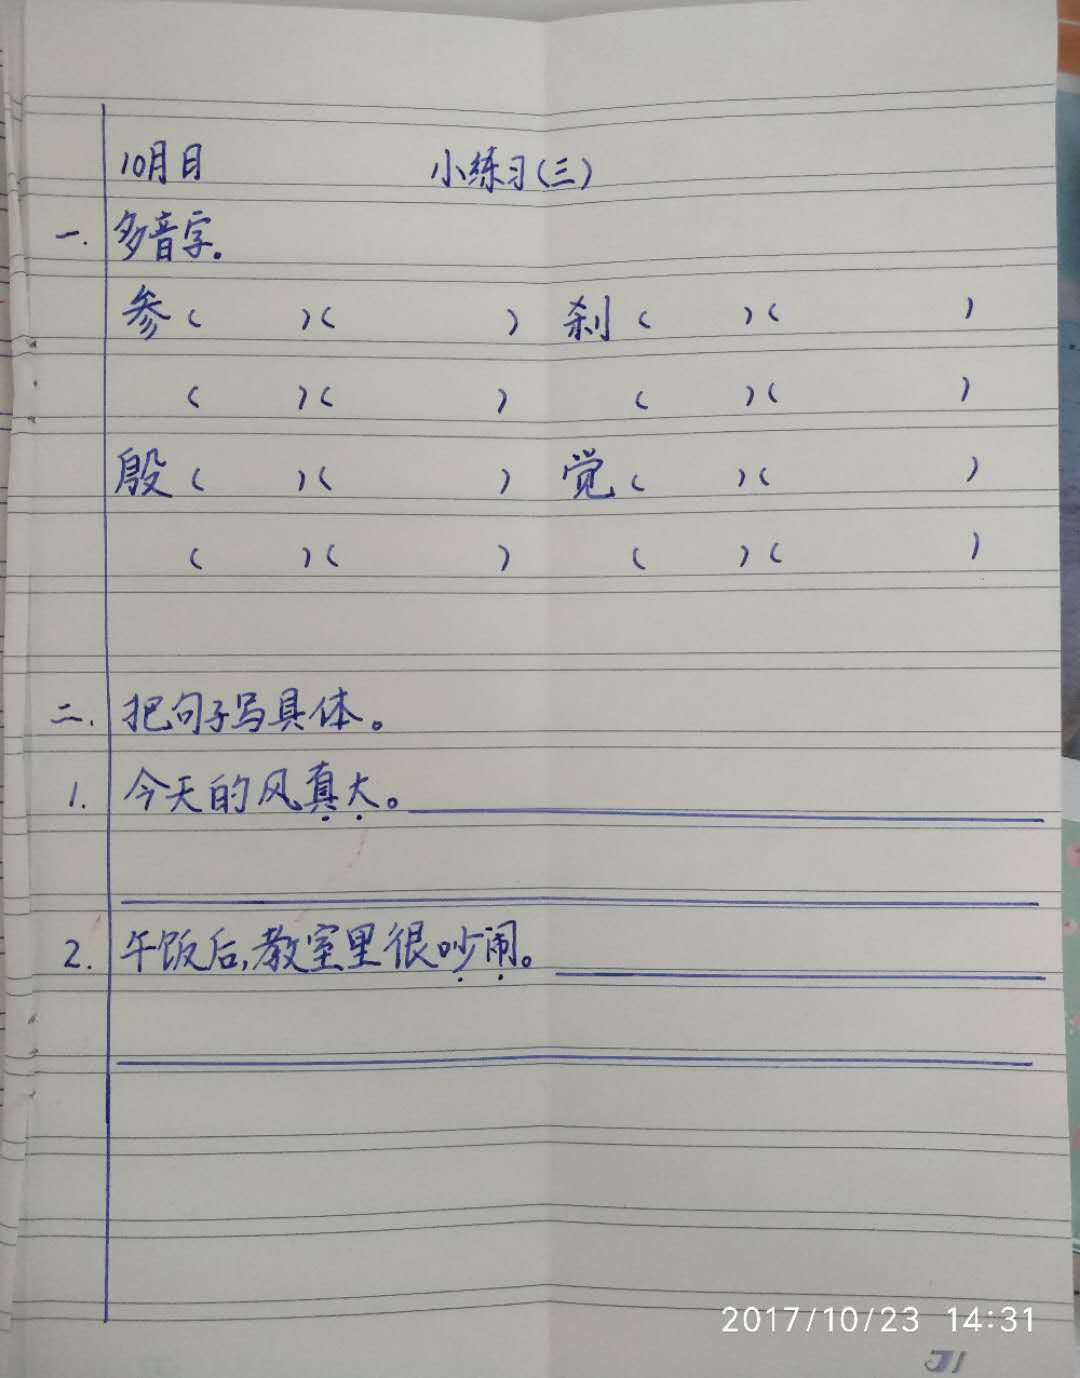 10月日 小练习(三)
一. 多音字.
参( )( ) 刹( )( )
( )( ) ( )( )
殷( )( ) 觉( )( )
( )( ) ( )( )
二. 把句子写具体。
1. 今天的风真大。
2. 午饭后,教室里很吵闹。
2017/10/23 14:31